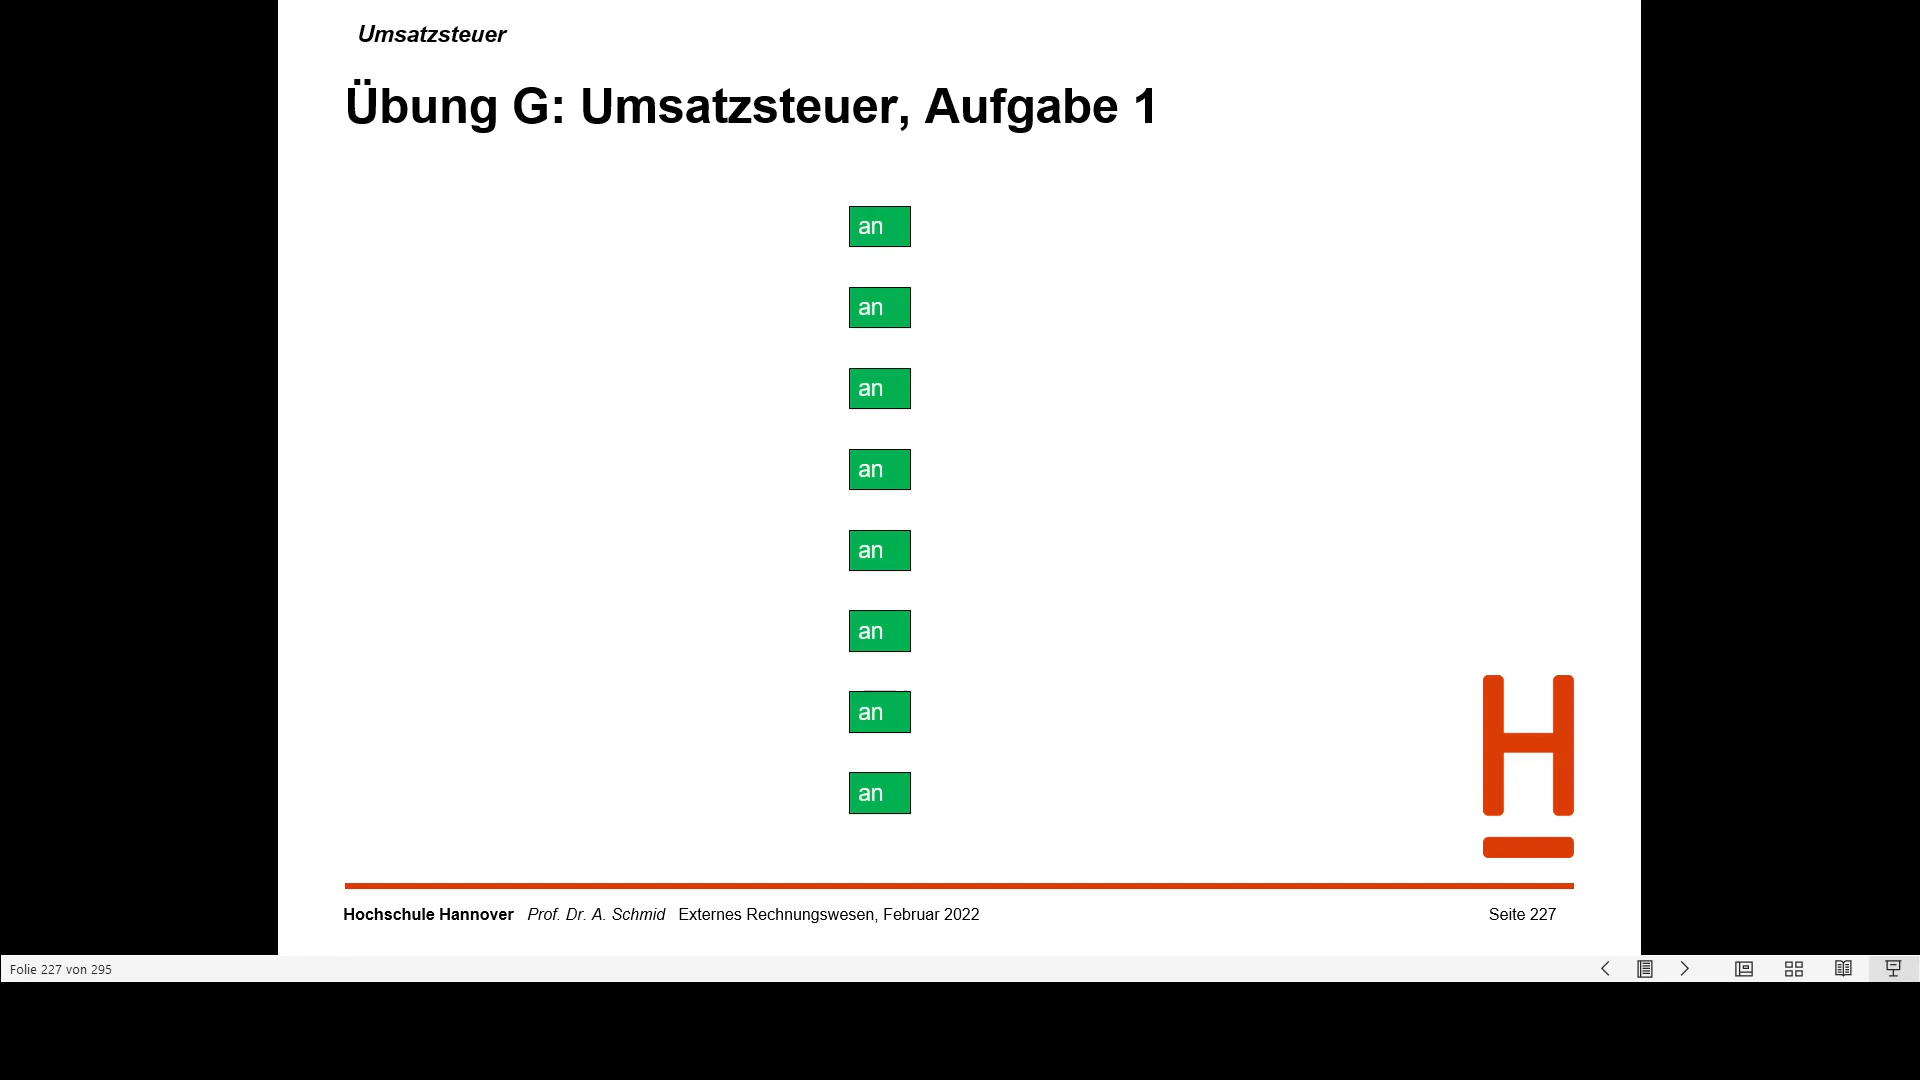 Umsatzsteuer
Übung G: Umsatzsteuer, Aufgabe 1
an
an
an
an
an
an
an
an
H
Hochschule Hannover Prof. Dr. A. Schmid Externes Rechnungswesen, Februar 2022 Seite 227
Folie 227 von 295